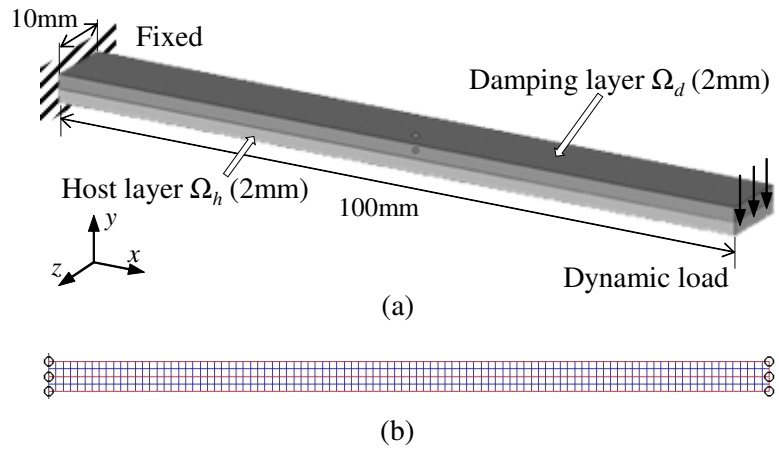 10mm
Fixed
Damping layer Ω_d (2mm)
Host layer Ω_h (2mm)
100mm
y
x
z
Dynamic load
(a)
(b)